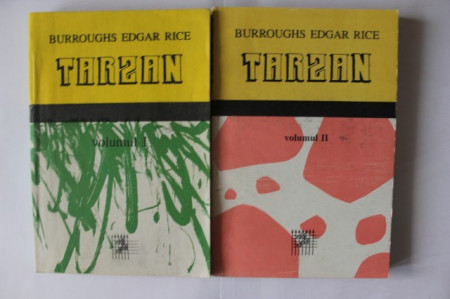 BURROUGHS EDGAR RICE
TARZAN
volumul I
BURROUGHS EDGAR RICE
TARZAN
volumul II